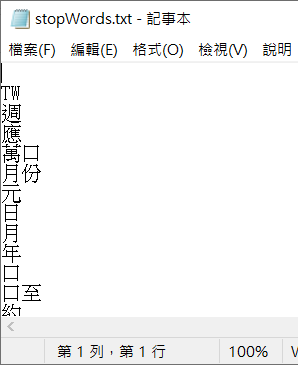 stopWords.txt - 記事本
檔案(F) 編輯(E) 格式(O) 檢視(V) 說明
TW
週
應
萬口
月份
元
日
月
年
口
口至
約
第 1 列，第 1 行 100% W